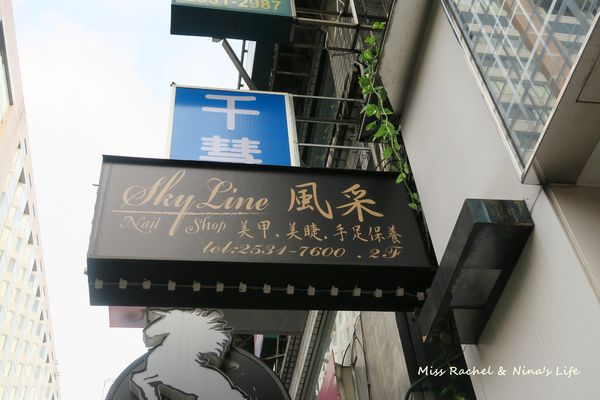 2531-2987
千慧
Sky Line 風采
Nail Shop 美甲.美睫.手足保養
tel:2531-7600 .2F
Miss Rachel & Nina's Life